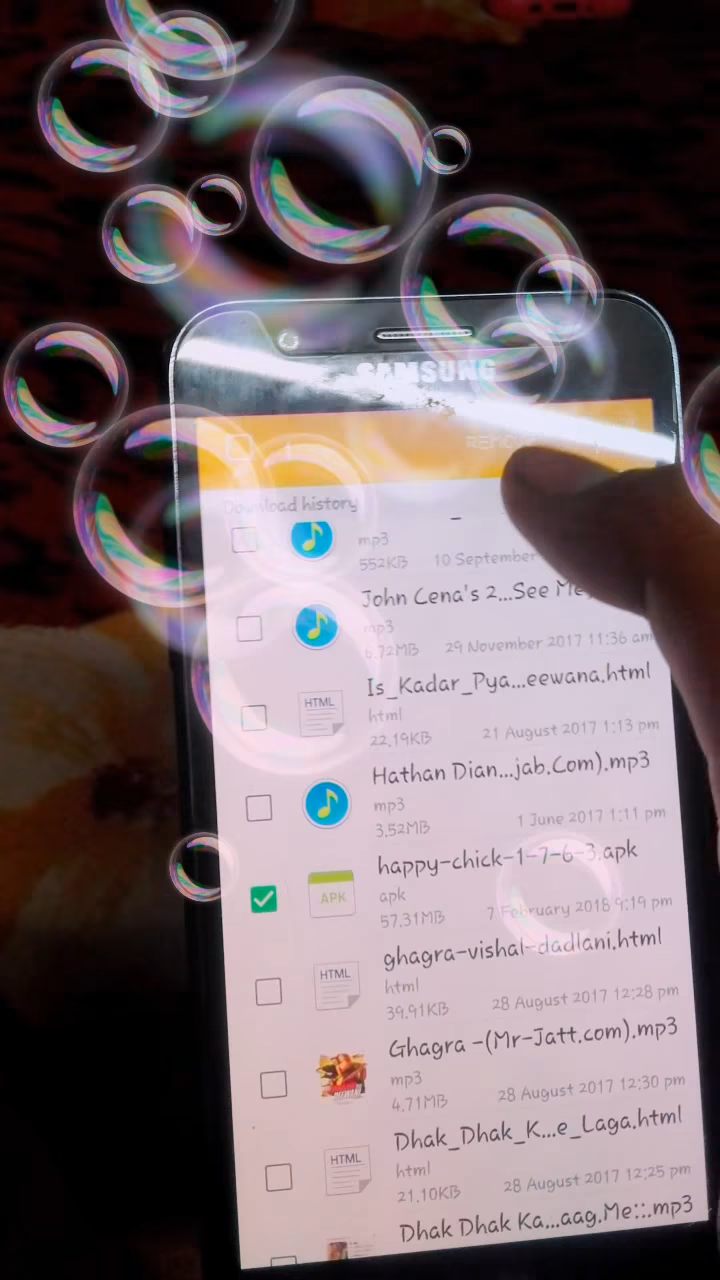 SAMSUNG
1
REMOVE
Download history
mp3
552KB 10 September
John Cena's 2...See Me
mp3
6.72MB 29 November 2017 11:36 am
Is_Kadar_Pya...eewana.html
html
22.19KB 21 August 2017 1:13 pm
Hathan Dian...jab.Com).mp3
mp3
3.52MB 1 June 2017 1:11 pm
happy-chick-1-7-6-3.apk
APK
apk
57.31MB 7 February 2018 9:19 pm
ghagra-vishal-dadlani.html
HTML
html
39.91KB 28 August 2017 12:28 pm
Ghagra -(Mr-Jatt.com).mp3
mp3
4.71MB 28 August 2017 12:30 pm
Dhak_Dhak_K...e_Laga.html
HTML
html
21.10KB 28 August 2017 12:25 pm
Dhak Dhak Ka...aag.Me::.mp3